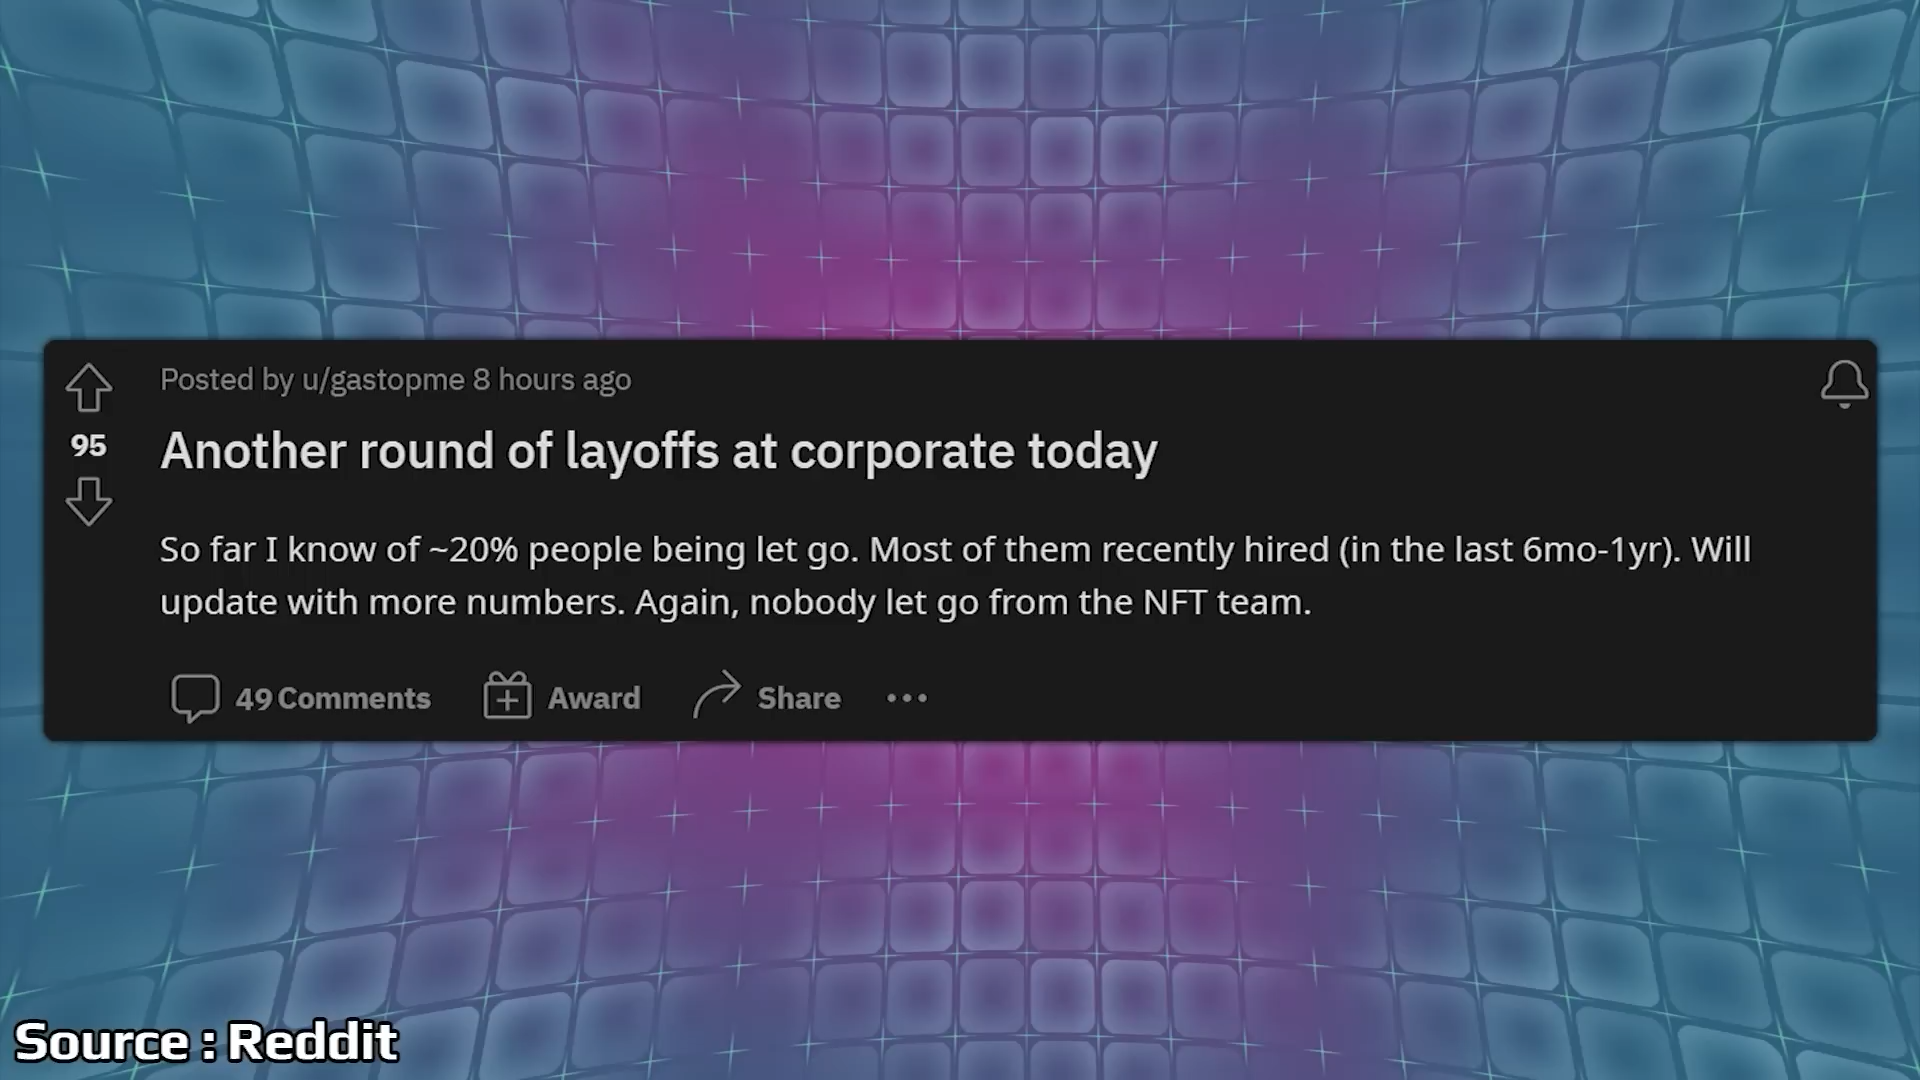 Posted by u/gastopme 8 hours ago
95
Another round of layoffs at corporate today
So far I know of ~20% people being let go. Most of them recently hired (in the last 6mo-1yr). Will
update with more numbers. Again, nobody let go from the NFT team.
49 Comments Award Share
Source : Reddit